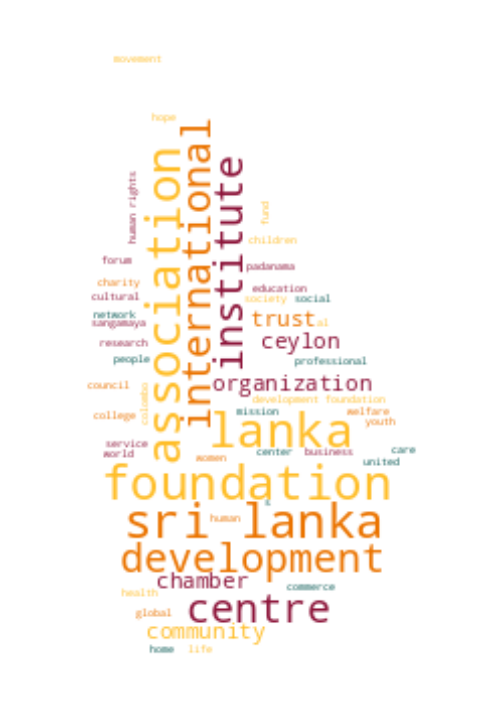 movement
hope
association
international
institute
human rights
fund
children
forum
padanama
charity
education
cultural
society
social
network
sangamaya
trust
al
research
ceylon
people
professional
council
organization
colombo
development foundation
college
mission
welfare
lanka
youth
service
world
center
business
care
women
united
foundation
&
sri lanka
human
development
chamber
commerce
health
centre
global
community
home
life